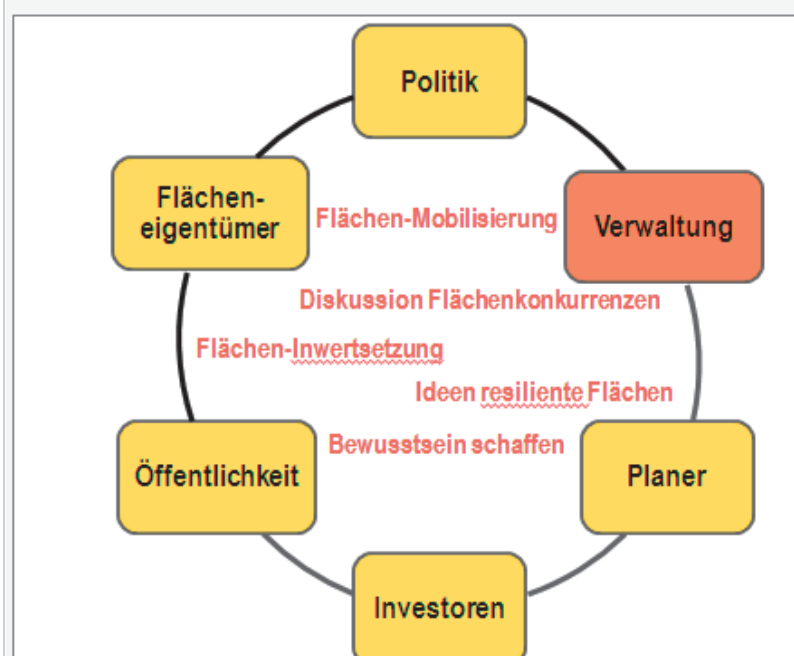 Politik
Flächen-
eigentümer
Flächen-Mobilisierung
Verwaltung
Diskussion Flächenkonkurrenzen
Flächen-Inwertsetzung
Ideen resiliente Flächen
Bewusstsein schaffen
Öffentlichkeit
Planer
Investoren